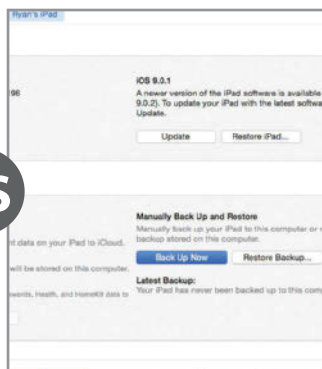 Ryan's iPad
iOS 9.0.1
96
A newer version of the iPad software is available
9.0.2). To update your iPad with the latest softwa
Update.
Update
Restore iPad...
S
Manually Back Up and Restore
Manually back up your iPad to this computer or
backup stored on this computer.
nt data on your iPad to iCloud.
Back Up Now
Restore Backup...
will be stored on this computer.
Latest Backup:
Your iPad has never been backed up to this comp
swords, Health, and HomeKit data to